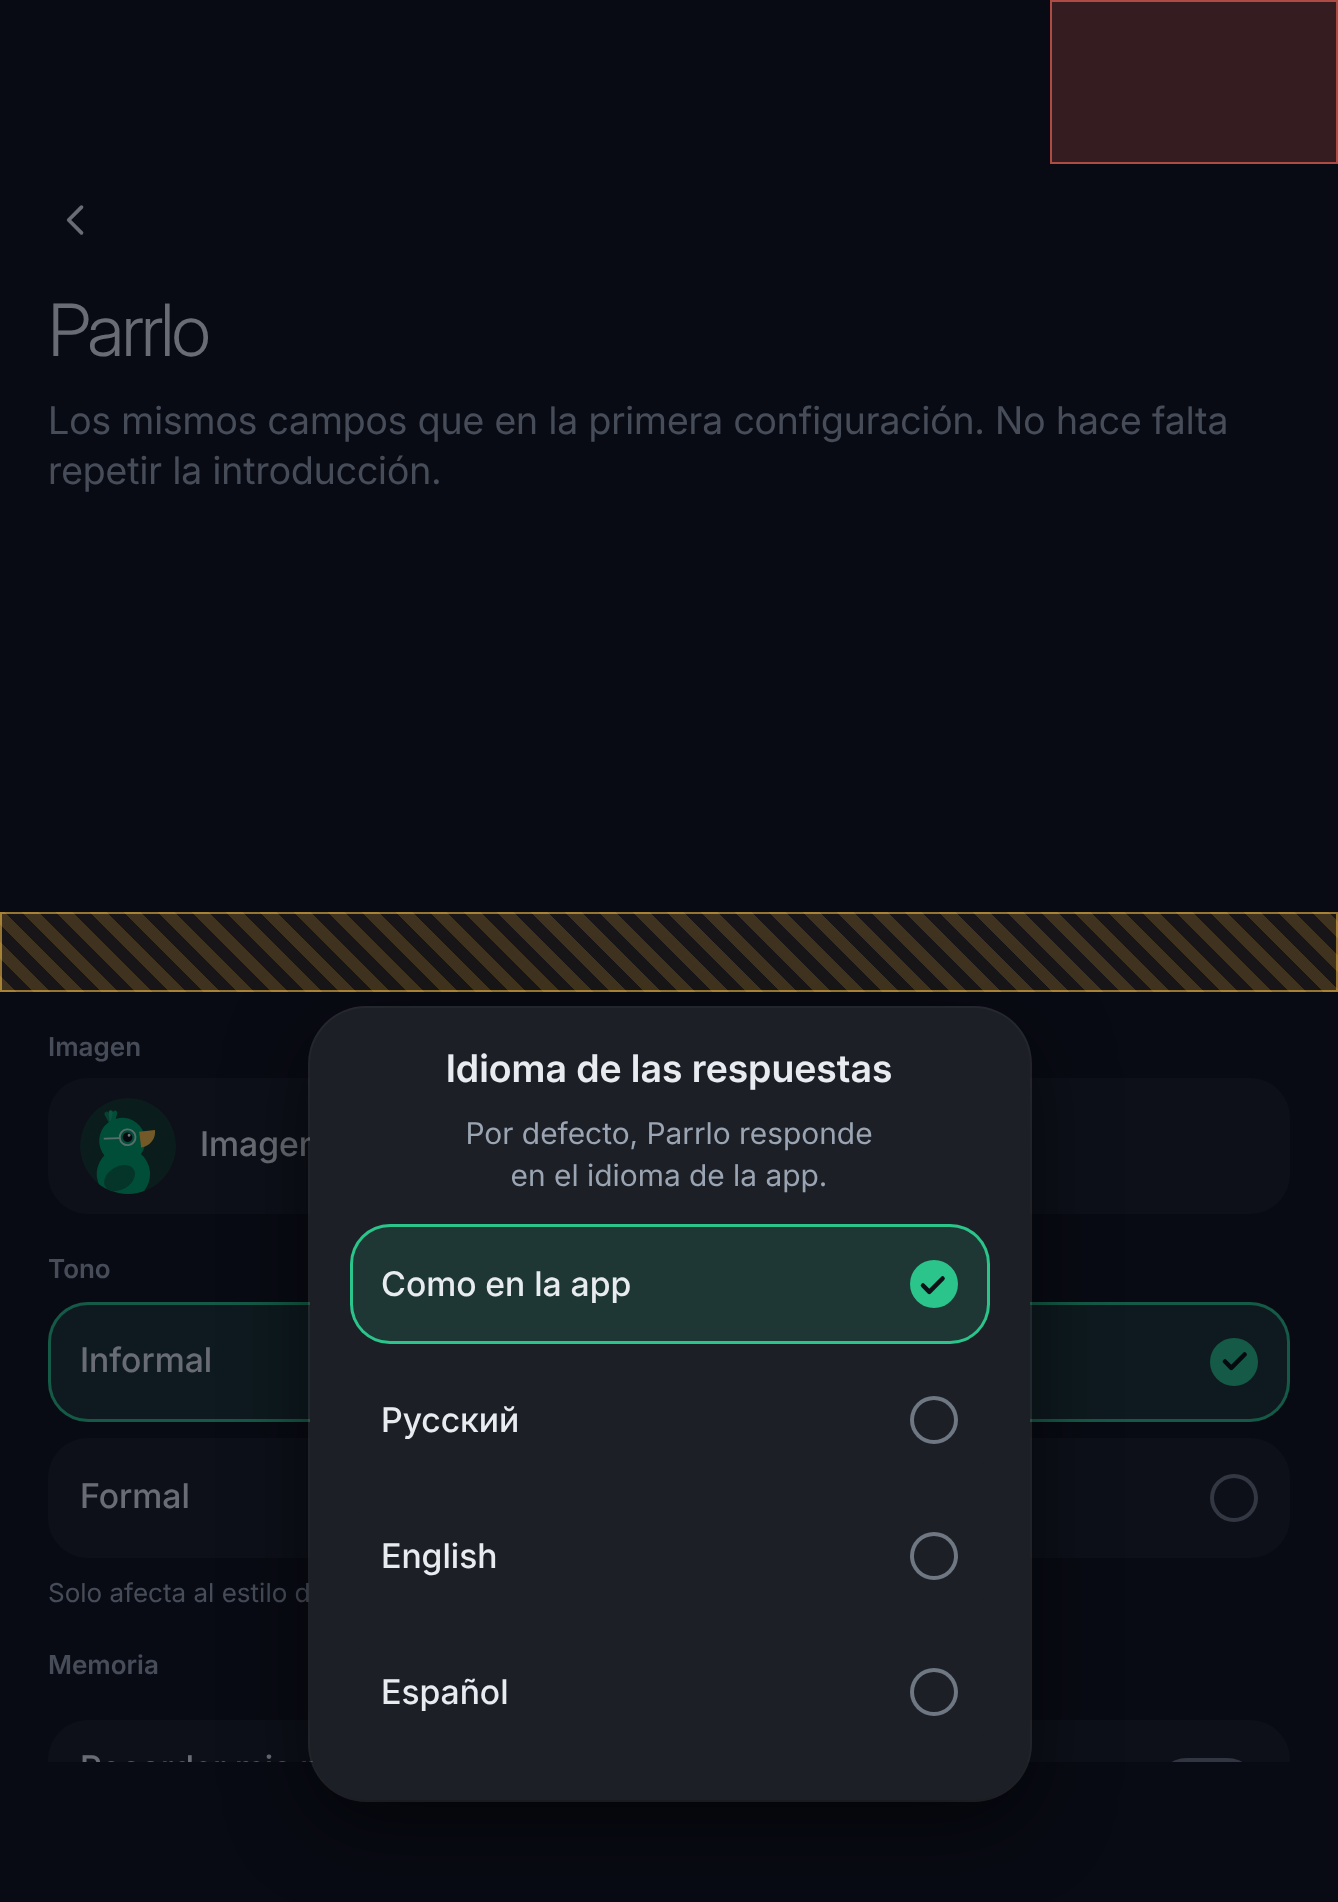 Parrlo
Los mismos campos que en la primera configuración. No hace falta
repetir la introducción.
Imagen
Tono
Informal
Formal
Solo afecta al estilo
Memoria
Idioma de las respuestas
Por defecto, Parrlo responde
en el idioma de la app.
Como en la app
Русский
English
Español